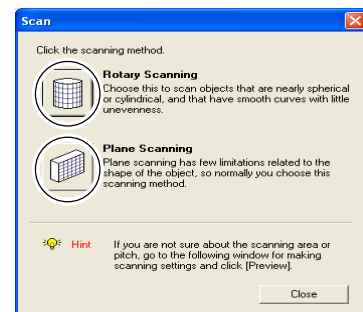 Scan
Click the scanning method.
Rotary Scanning
Choose this to scan objects that are nearly spherical
or cylindrical, and that have smooth curves with little
unevenness.
Plane Scanning
Plane scanning has few limitations related to the
shape of the object, so normally you choose this
scanning method.
Hint
If you are not sure about the scanning area or
pitch, go to the following window for making
scanning settings and click [Preview].
Close